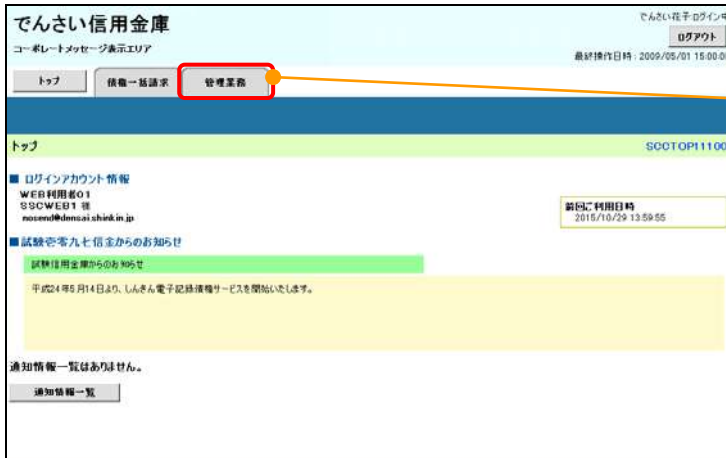 でんさい信用金庫
コーポレートメッセージ表示エリア
でんさい花子 ログイン中
ログアウト
最終操作日時：2009/05/01 15:00:0
トップ
債権一括請求
管理業務
トップ
SCCTOP11100
■ ログインアカウント情報
WEB利用者01
SSCWEB1 様
nosend@densai.shinkin.jp
前回ご利用日時
2015/10/29 13:59:55
■試験壱零九七信金からのお知らせ
試験信用金庫からのお知らせ
平成24年5月14日より、しんきん電子記録債権サービスを開始いたします。
通知情報一覧はありません。
通知情報一覧